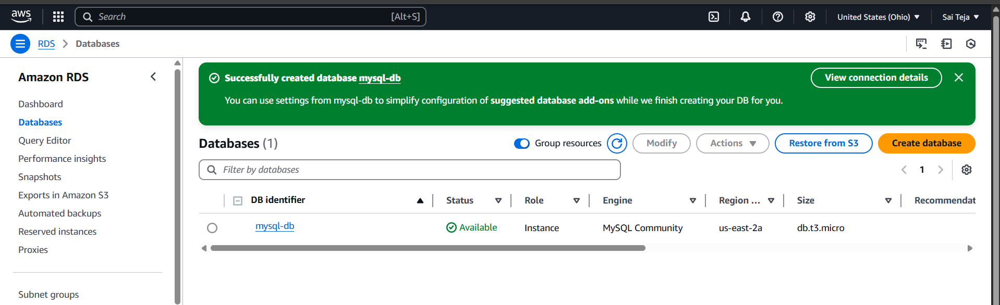 aws
Search [Alt+S]
United States (Ohio)
Sai Teja
RDS
Databases
Amazon RDS
Dashboard
Databases
Query Editor
Performance insights
Snapshots
Exports in Amazon S3
Automated backups
Reserved instances
Proxies
Subnet groups
Successfully created database mysql-db
View connection details
You can use settings from mysql-db to simplify configuration of suggested database add-ons while we finish creating your DB for you.
Databases (1)
Group resources
Modify
Actions
Restore from S3
Create database
Filter by databases
1
DB identifier Status Role Engine Region ... Size Recommendat
mysql-db Available Instance MySQL Community us-east-2a db.t3.micro